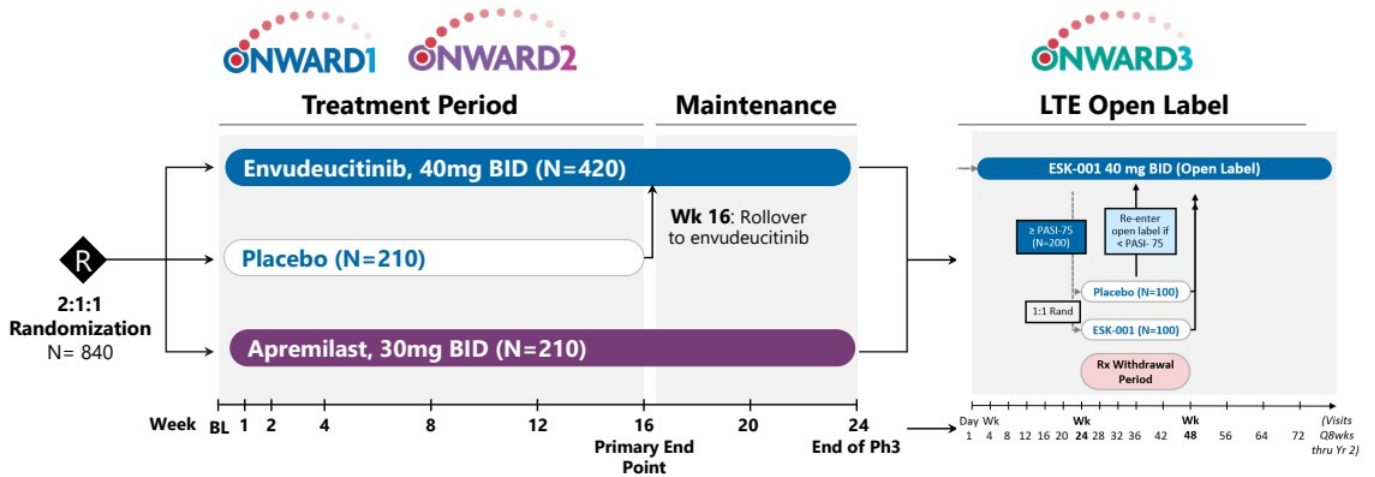 ONWARD1
ONWARD2
ONWARD3
Treatment Period
Maintenance
LTE Open Label
Envudeucitinib, 40mg BID (N=420)
Wk 16: Rollover
to envudeucitinib
Placebo (N=210)
R
2:1:1
Randomization
N= 840
Apremilast, 30mg BID (N=210)
Week
BL 1 2 4 8 12 16 20 24
Primary End
Point
End of Ph3
ESK-001 40 mg BID (Open Label)
≥ PASI-75
(N=200)
Re-enter
open label if
< PASI- 75
Placebo (N=100)
1:1 Rand
ESK-001 (N=100)
Rx Withdrawal
Period
Day Wk Wk Wk
1 4 8 12 16 20 24 28 32 36 42 48 56 64 72
(Visits
Q8wks
thru Yr 2)